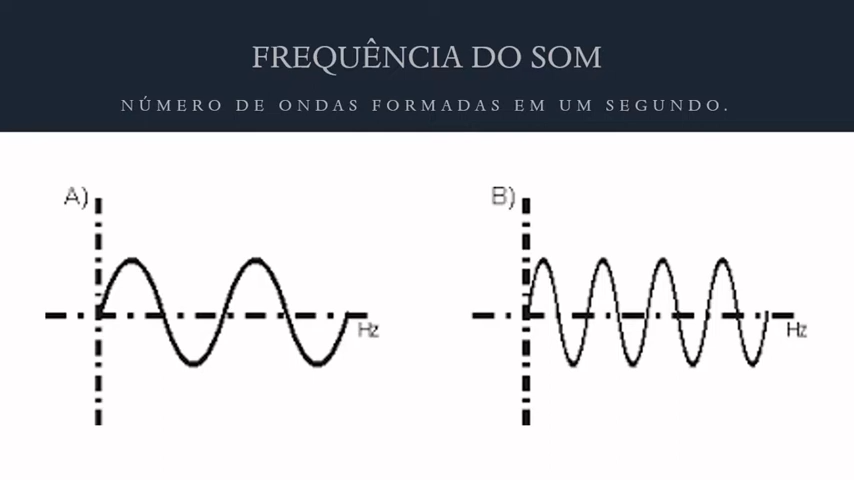 FREQUÊNCIA DO SOM
NÚMERO DE ONDAS FORMADAS EM UM SEGUNDO.
A)
B)
Hz
Hz